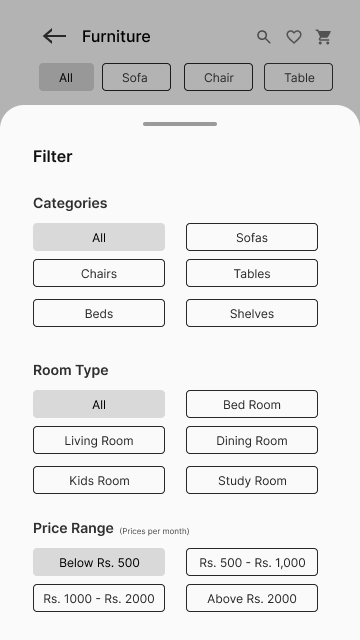 Furniture
All Sofa Chair Table
Filter
Categories
All Sofas
Chairs Tables
Beds Shelves
Room Type
All Bed Room
Living Room Dining Room
Kids Room Study Room
Price Range (Prices per month)
Below Rs. 500 Rs. 500 - Rs. 1,000
Rs. 1000 - Rs. 2000 Above Rs. 2000